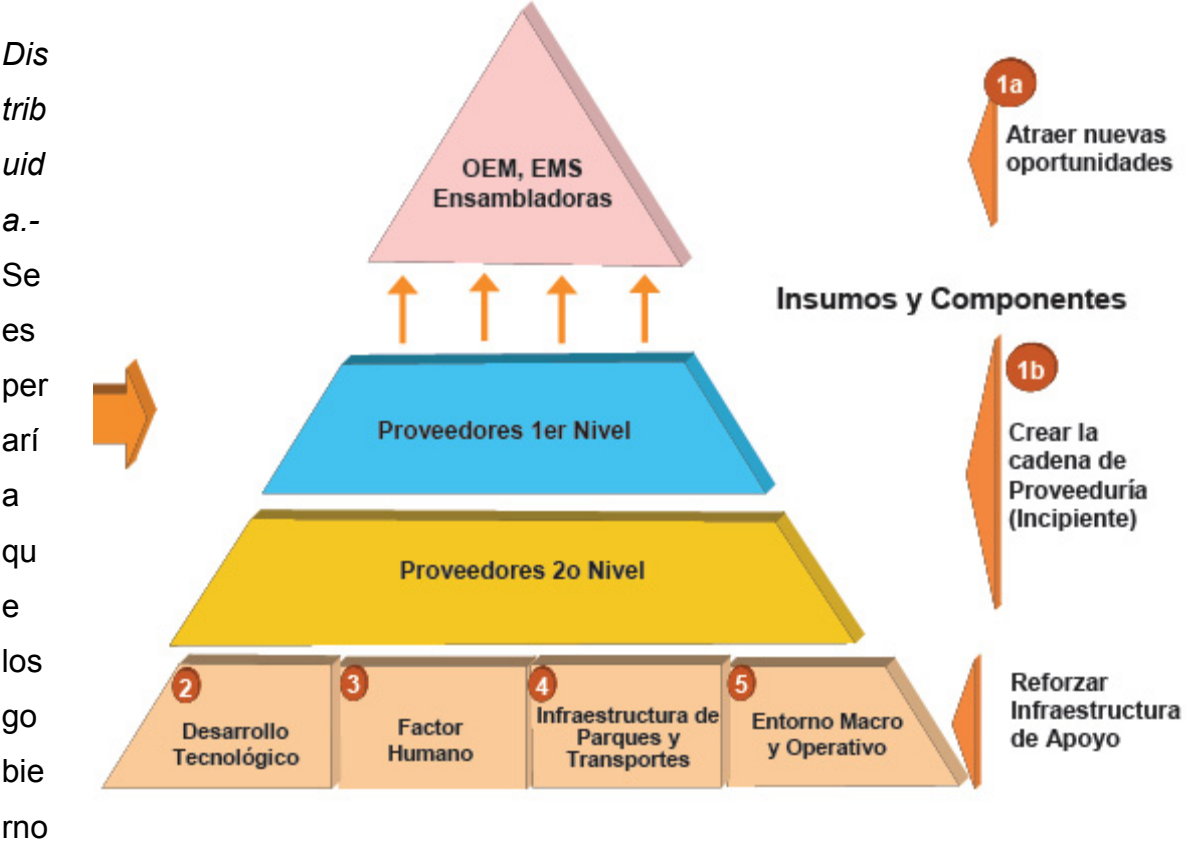 Dis
trib
uid
a.-
Se
es
per
arí
a
qu
e
los
go
bie
rno
OEM, EMS
Ensambladoras
1a
Atraer nuevas
oportunidades
Insumos y Componentes
Proveedores 1er Nivel
1b
Crear la
cadena de
Proveeduría
(Incipiente)
Proveedores 2o Nivel
2
Desarrollo
Tecnológico
3
Factor
Humano
4
Infraestructura de
Parques y
Transportes
5
Entorno Macro
y Operativo
Reforzar
Infraestructura
de Apoyo